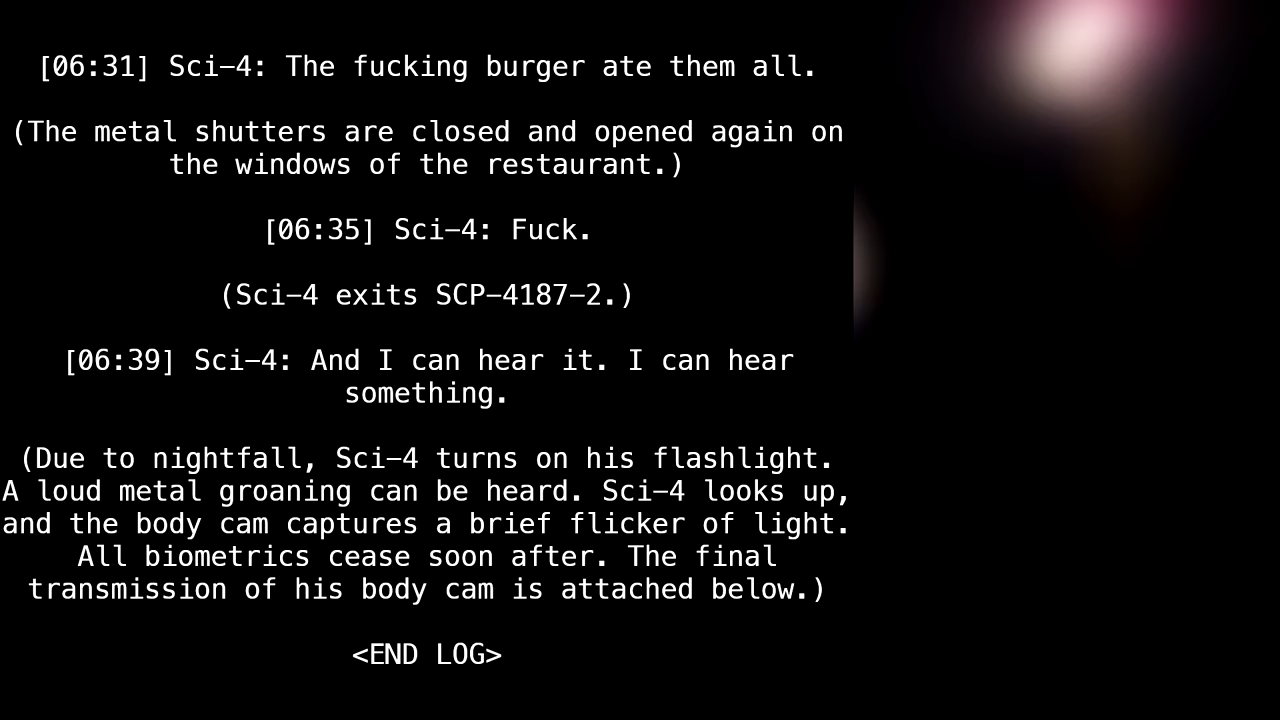 [06:31] Sci–4: The fucking burger ate them all.
(The metal shutters are closed and opened again on
the windows of the restaurant.)
[06:35] Sci–4: Fuck.
(Sci–4 exits SCP–4187–2.)
[06:39] Sci–4: And I can hear it. I can hear
something.
(Due to nightfall, Sci–4 turns on his flashlight.
A loud metal groaning can be heard. Sci–4 looks up,
and the body cam captures a brief flicker of light.
All biometrics cease soon after. The final
transmission of his body cam is attached below.)
<END LOG>